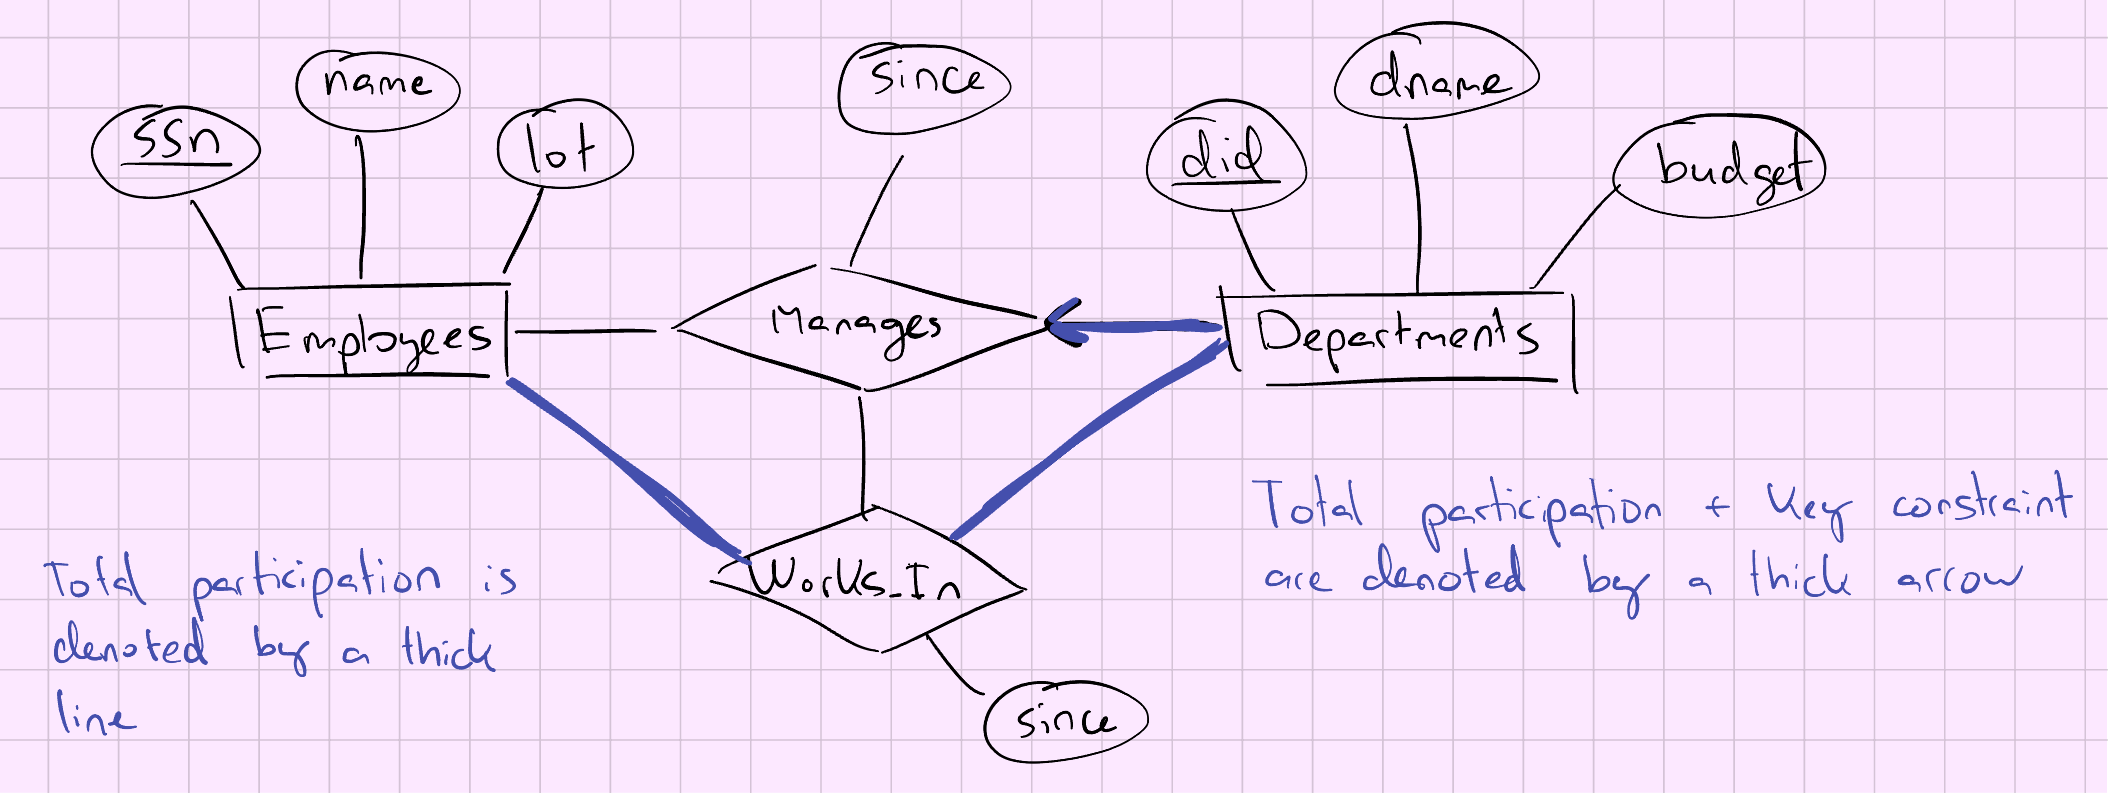 ssn
name
lot
since
did
dname
budget
Employees
Manages
Departments
Works_In
since
Total participation is
denoted by a thick
line
Total participation + Key constraint
are denoted by a thick arrow